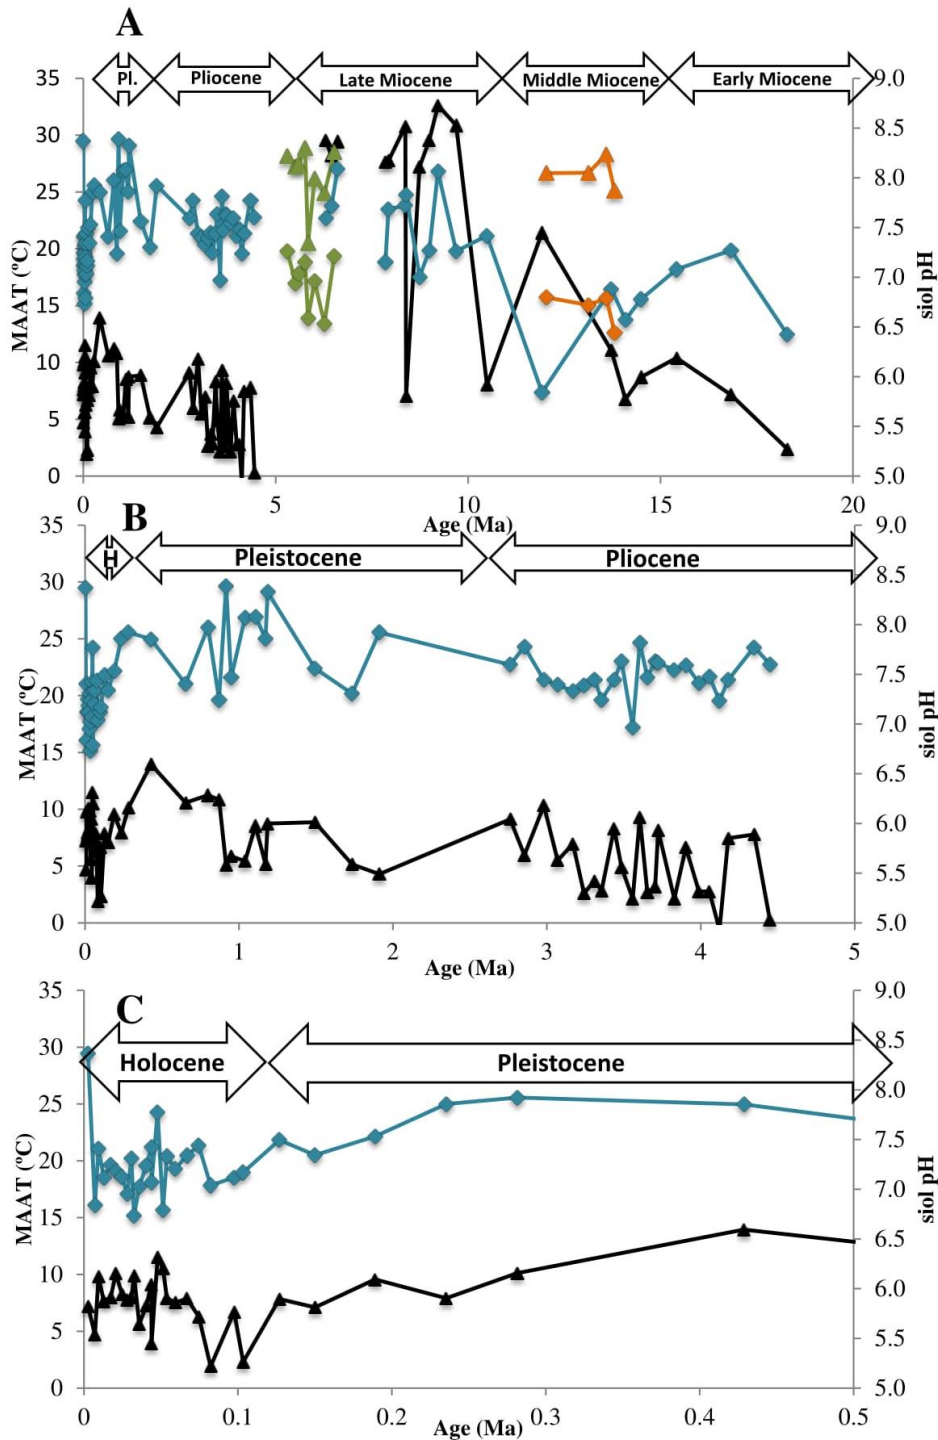 A
Pl. Pliocene Late Miocene Middle Miocene Early Miocene
35 30 25 20 15 10 5 0
MAAT (ºC)
9.0 8.5 8.0 7.5 7.0 6.5 6.0 5.5 5.0
siol pH
0 5 10 15 20
Age (Ma)
B
H Pleistocene Pliocene
35 30 25 20 15 10 5 0
MAAT (ºC)
9.0 8.5 8.0 7.5 7.0 6.5 6.0 5.5 5.0
siol pH
0 1 2 3 4 5
Age (Ma)
C
Holocene Pleistocene
35 30 25 20 15 10 5 0
MAAT (ºC)
9.0 8.5 8.0 7.5 7.0 6.5 6.0 5.5 5.0
siol pH
0 0.1 0.2 0.3 0.4 0.5
Age (Ma)